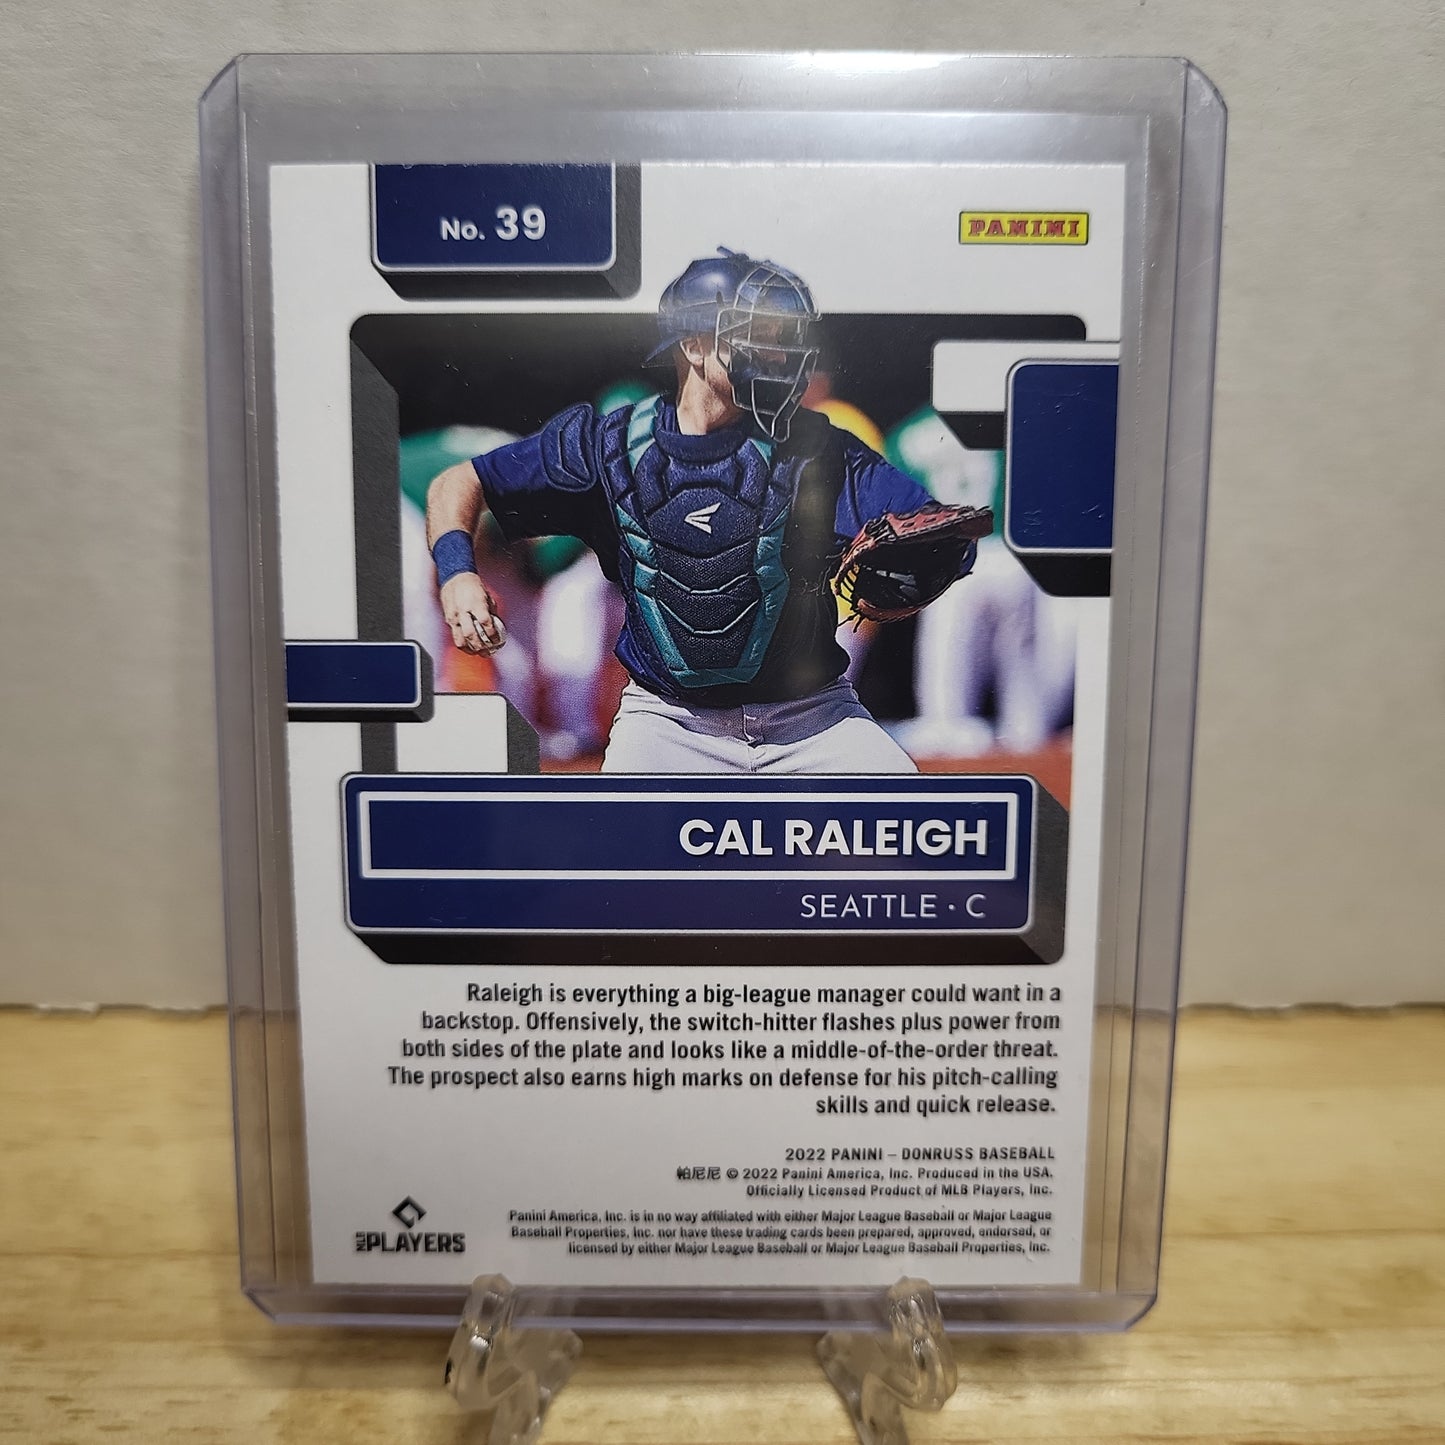 No. 39
PANINI
CAL RALEIGH
SEATTLE · C
Raleigh is everything a big-league manager could want in a
backstop. Offensively, the switch-hitter flashes plus power from
both sides of the plate and looks like a middle-of-the-order threat.
The prospect also earns high marks on defense for his pitch-calling
skills and quick release.
2022 PANINI – DONRUSS BASEBALL
帕尼尼 © 2022 Panini America, Inc. Produced in the USA.
Officially Licensed Product of MLB Players, Inc.
Panini America, Inc. is in no way affiliated with either Major League Baseball or Major League
Baseball Properties, Inc. nor have these trading cards been prepared, approved, endorsed, or
licensed by either Major League Baseball or Major League Baseball Properties, Inc.
MLB PLAYERS